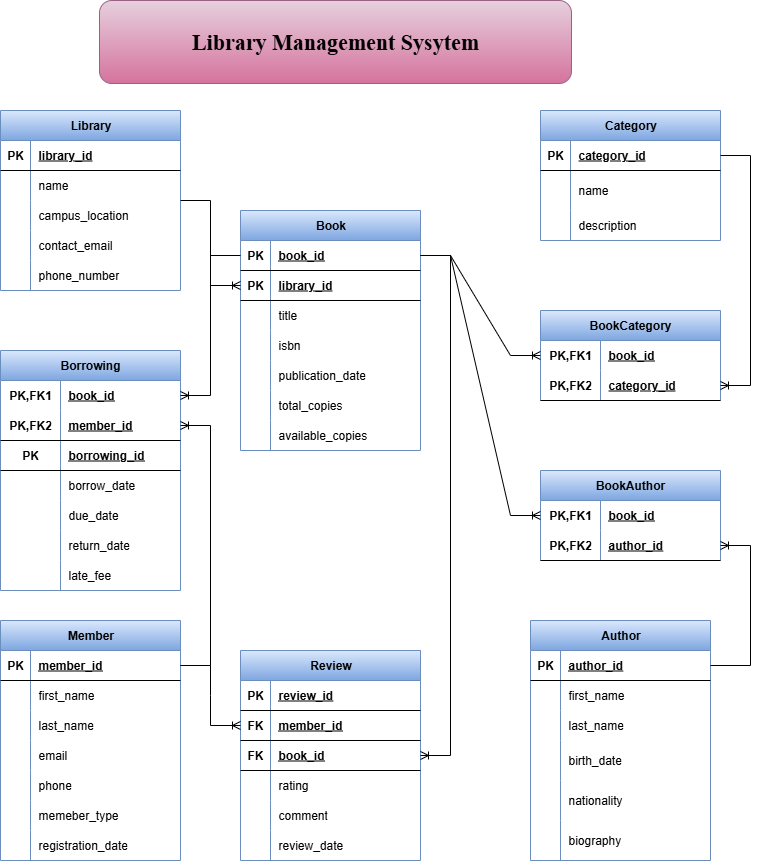 Library Management Sysytem
Library
PK library_id
name
campus_location
contact_email
phone_number
Borrowing
PK,FK1 book_id
PK,FK2 member_id
PK borrowing_id
borrow_date
due_date
return_date
late_fee
Member
PK member_id
first_name
last_name
email
phone
memeber_type
registration_date
Book
PK book_id
PK library_id
title
isbn
publication_date
total_copies
available_copies
Review
PK review_id
FK member_id
FK book_id
rating
comment
review_date
Category
PK category_id
name
description
BookCategory
PK,FK1 book_id
PK,FK2 category_id
BookAuthor
PK,FK1 book_id
PK,FK2 author_id
Author
PK author_id
first_name
last_name
birth_date
nationality
biography